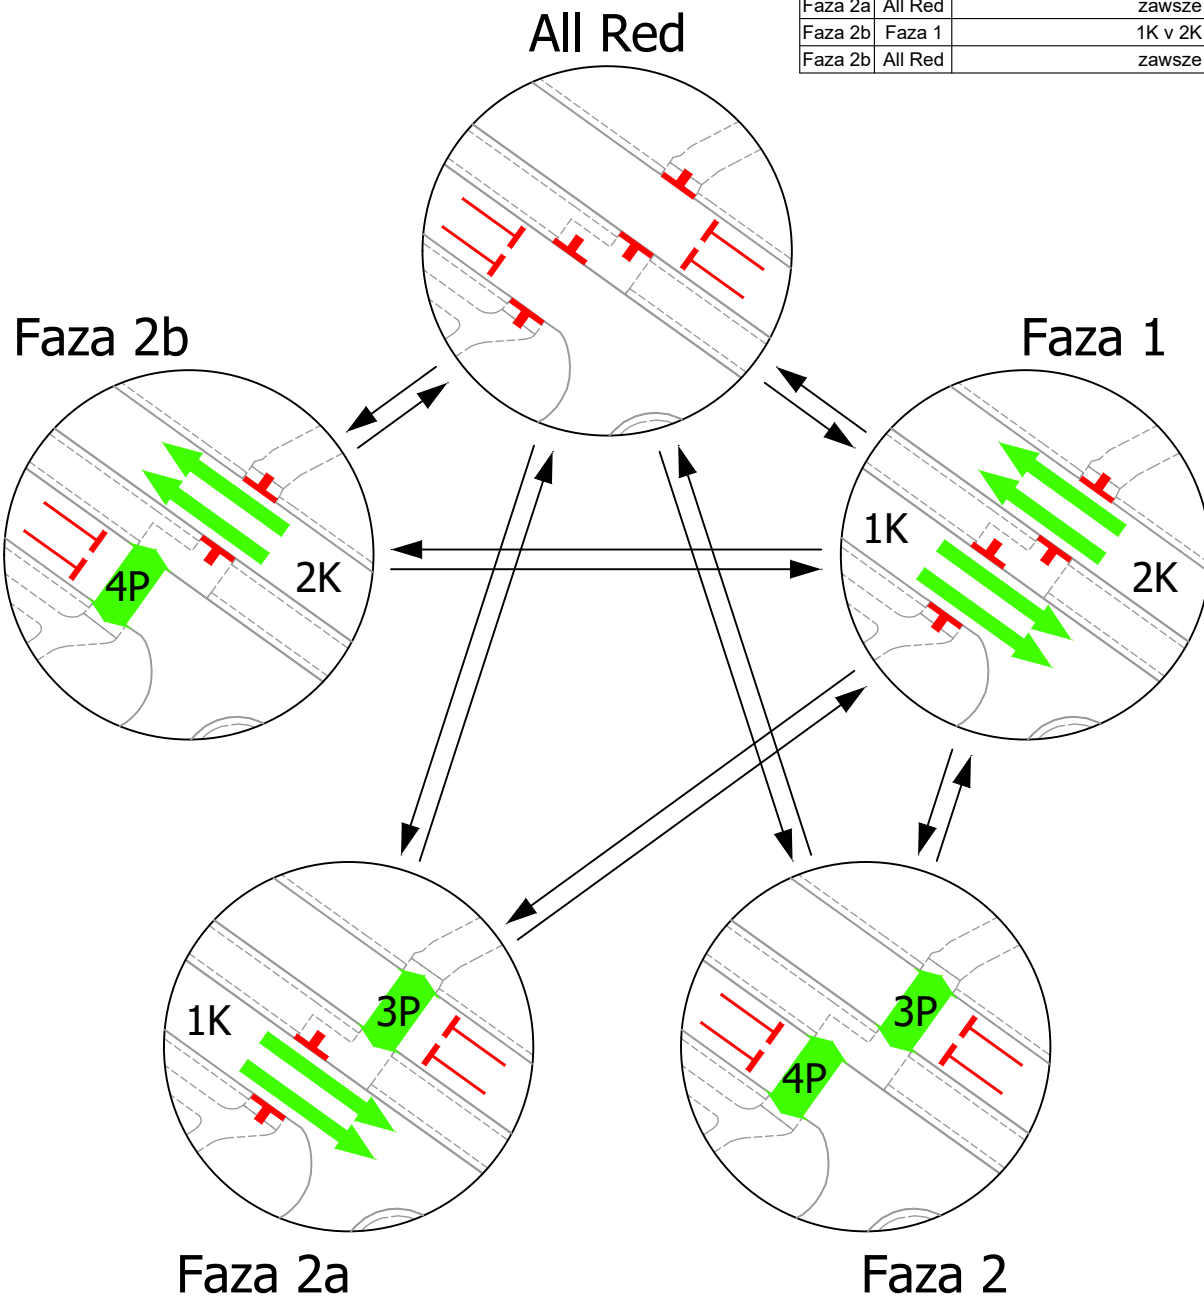 Faza 2a All Red zawsze
Faza 2b Faza 1 1K v 2K
Faza 2b All Red zawsze
All Red
Faza 2b
Faza 1
1K
2K
4P
2K
1K
3P
3P
4P
Faza 2a
Faza 2